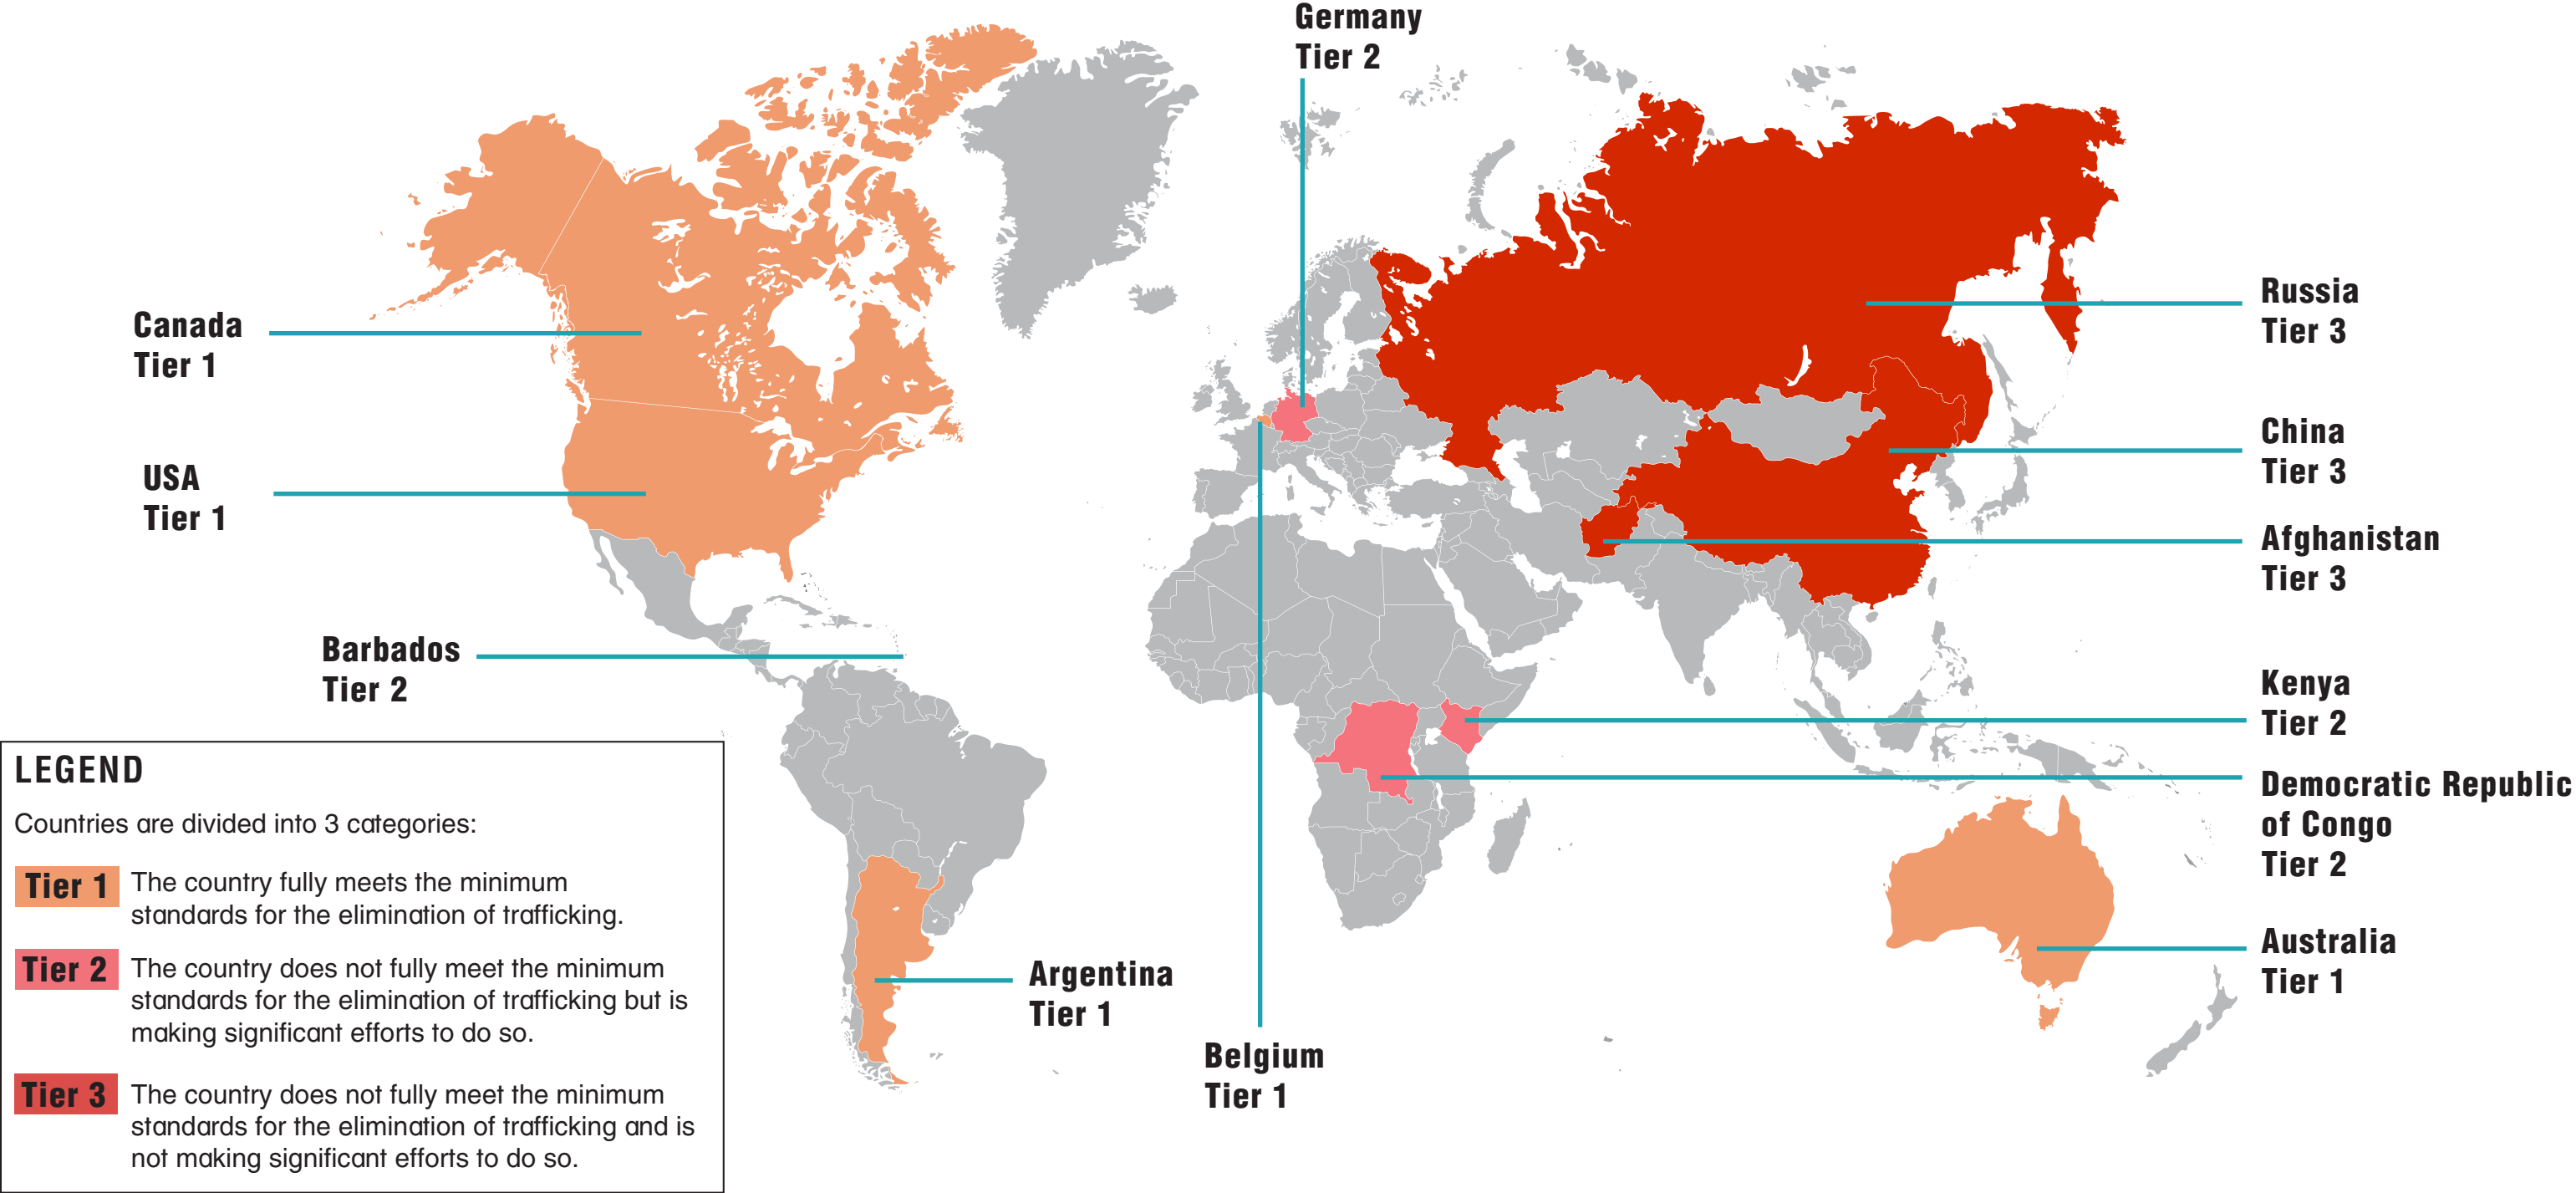 Germany
Tier 2
Canada
Tier 1
USA
Tier 1
Barbados
Tier 2
Russia
Tier 3
China
Tier 3
Afghanistan
Tier 3
Kenya
Tier 2
Democratic Republic
of Congo
Tier 2
Australia
Tier 1
Argentina
Tier 1
Belgium
Tier 1
LEGEND
Countries are divided into 3 categories:
Tier 1
The country fully meets the minimum
standards for the elimination of trafficking.
Tier 2
The country does not fully meet the minimum
standards for the elimination of trafficking but is
making significant efforts to do so.
Tier 3
The country does not fully meet the minimum
standards for the elimination of trafficking and is
not making significant efforts to do so.